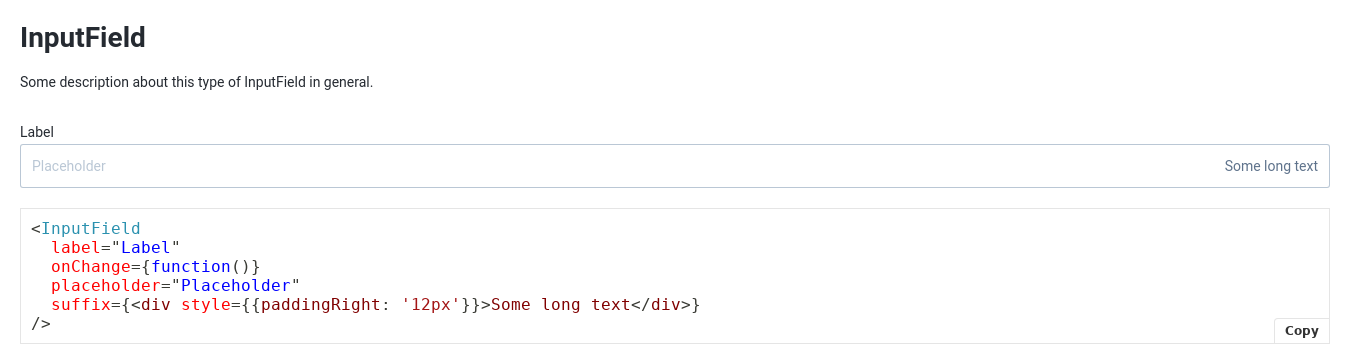 InputField
Some description about this type of InputField in general.
Label
Placeholder Some long text
<InputField
  label="Label"
  onChange={function()}
  placeholder="Placeholder"
  suffix={<div style={{paddingRight: '12px'}}>Some long text</div>}
/>
Copy